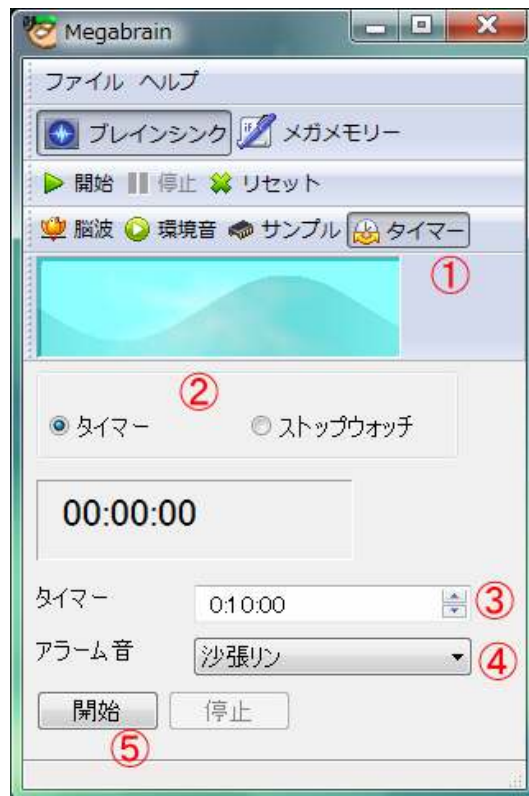 Megabrain
ファイル ヘルプ
ブレインシンク メガメモリー
開始 停止 リセット
脳波 環境音 サンプル タイマー
①
②
タイマー ストップウォッチ
00:00:00
タイマー 0:10:00 ③
アラーム音 沙張リン ④
開始 停止
⑤